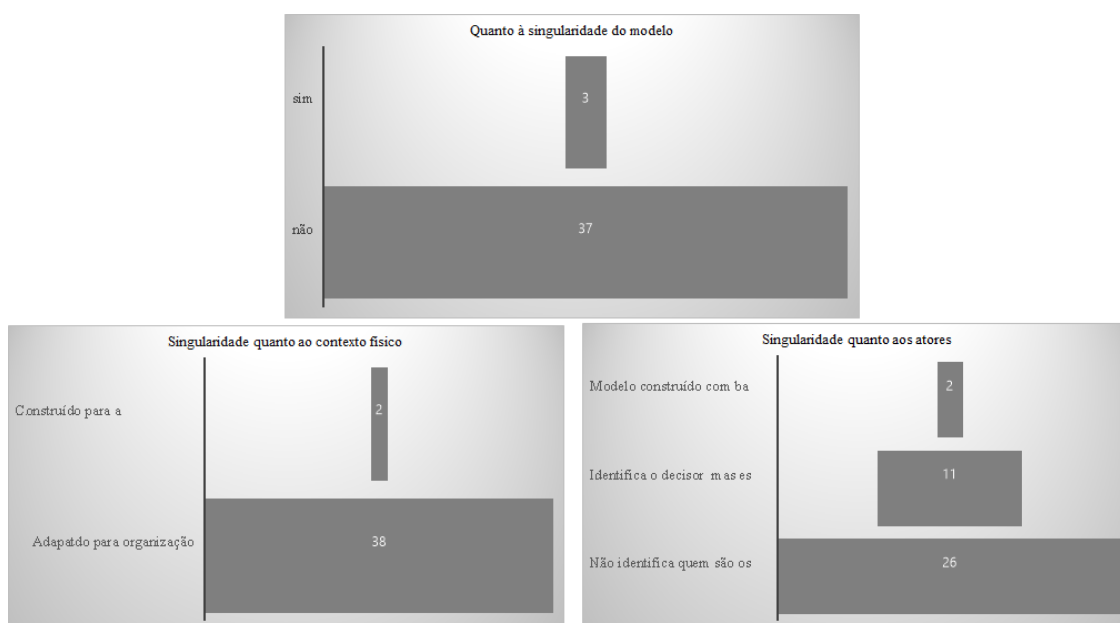 Quanto à singularidade do modelo
sim
3
não
37
Singularidade quanto ao contexto físico
Construído para a
2
Adapatdo para organização
38
Singularidade quanto aos atores
Modelo construído com ba
2
Identifica o decisor mas es
11
Não identifica quem são os
26